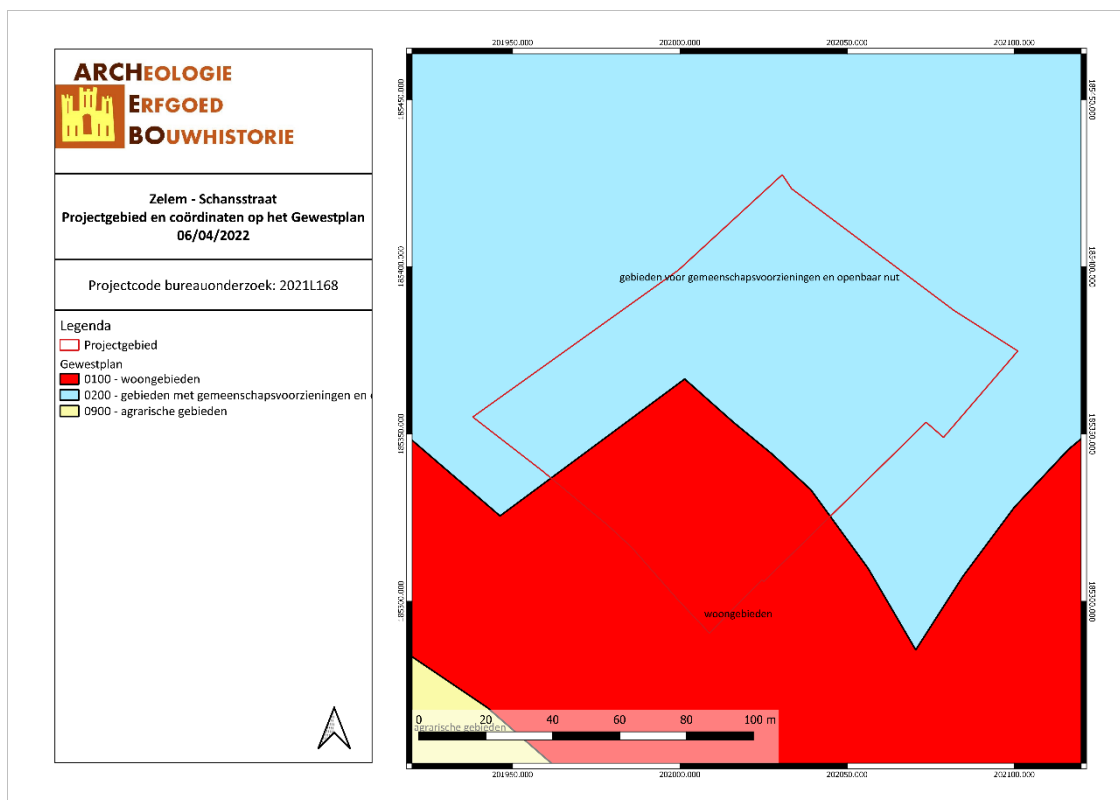 ARCHEOLOGIE
ERFGOED
BOUWHISTORIE
Zelem - Schansstraat
Projectgebied en coördinaten op het Gewestplan
06/04/2022
Projectcode bureauonderzoek: 2021L168
Legenda
Projectgebied
Gewestplan
0100 - woongebieden
0200 - gebieden met gemeenschapsvoorzieningen en
0900 - agrarische gebieden
201950.000 202000.000 202050.000 202100.000
185450.000 185450.000
185400.000 185400.000
gebieden voor gemeenschapsvoorzieningen en openbaar nut
185350.000 185350.000
185300.000 185300.000
woongebieden
0 20 40 60 80 100 m
agrarische gebieden
201950.000 202000.000 202050.000 202100.000